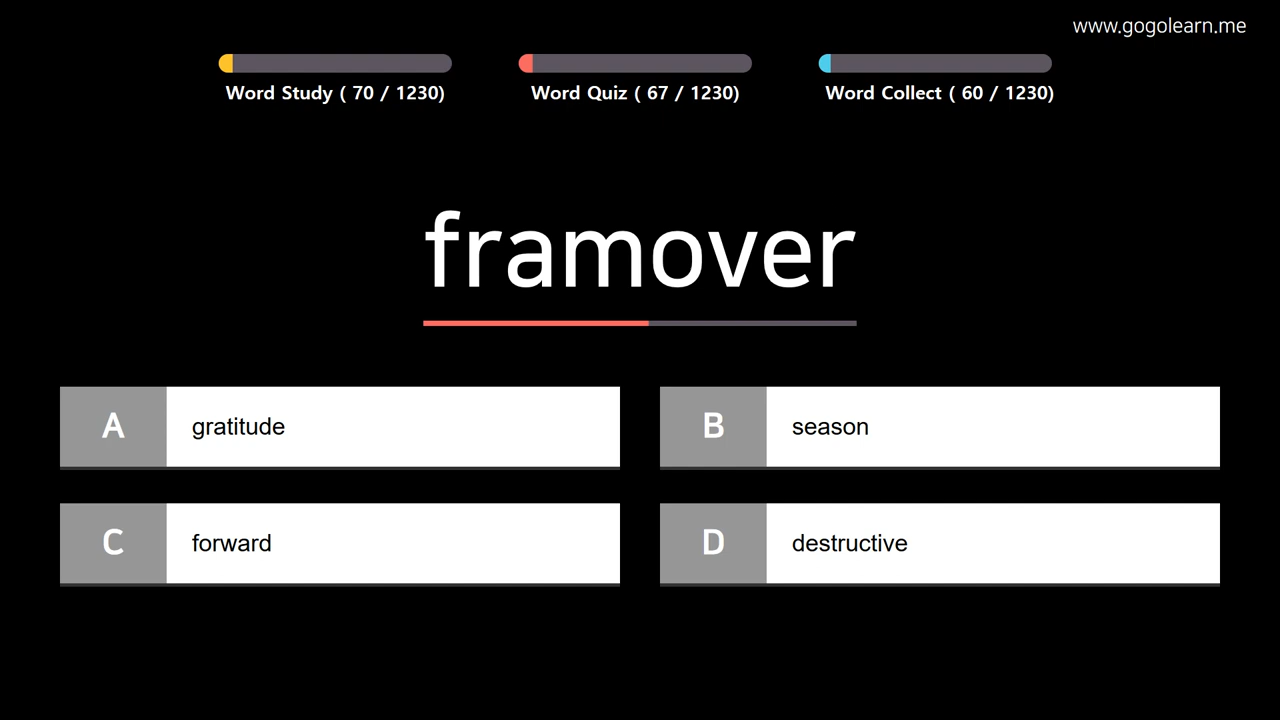 www.gogolearn.me
Word Study ( 70 / 1230)
Word Quiz ( 67 / 1230)
Word Collect ( 60 / 1230)
framover
A gratitude
B season
C forward
D destructive